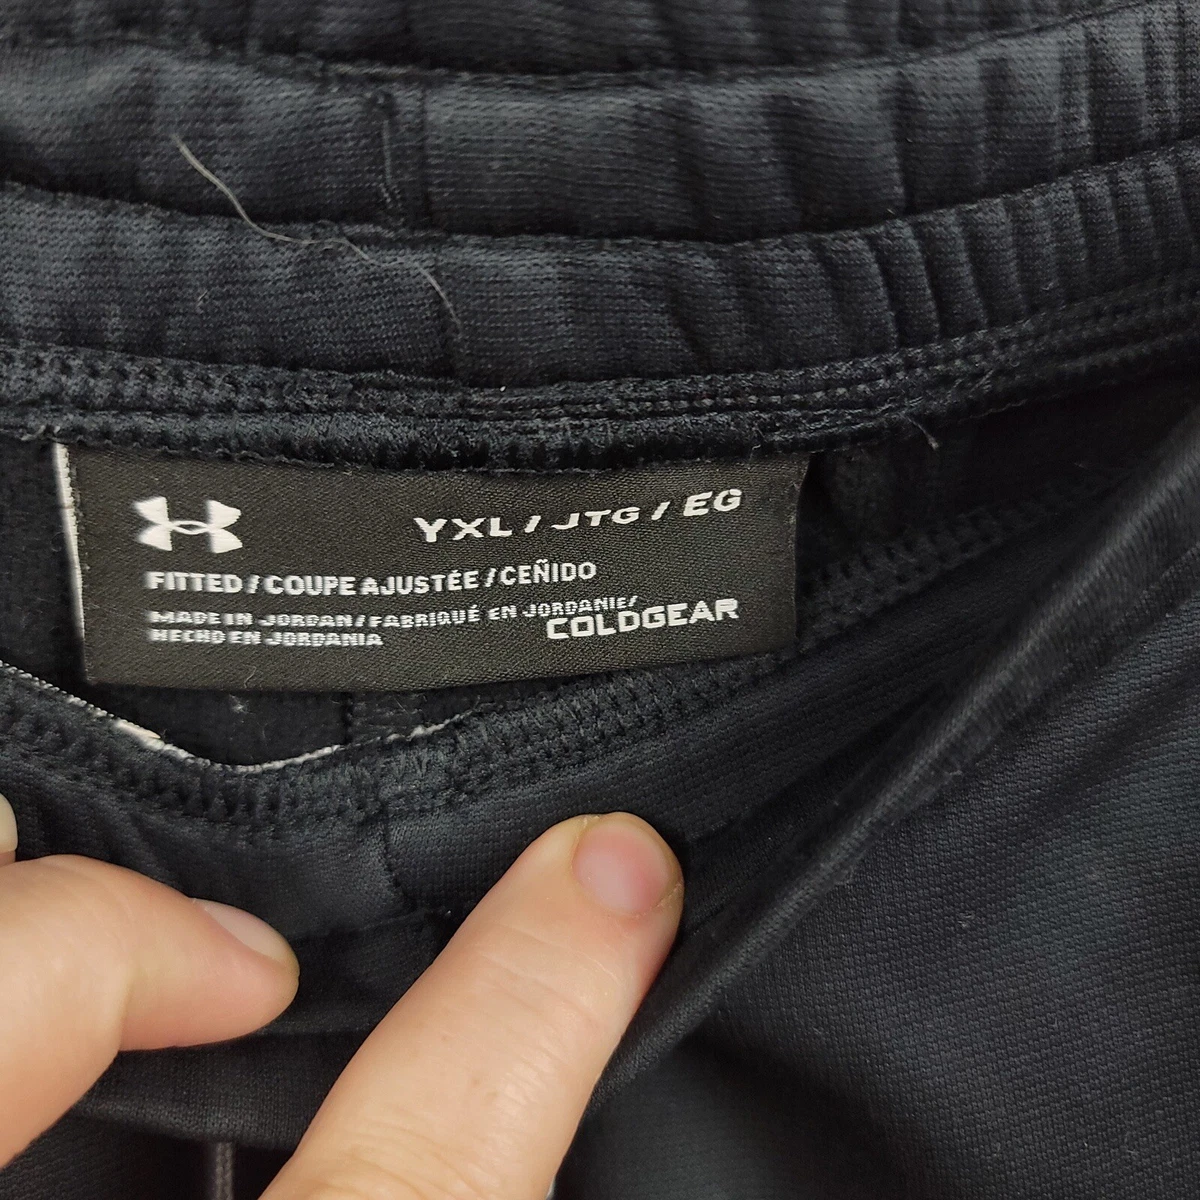 YXL / JTG / EG
FITTED / COUPE AJUSTÉE / CEÑIDO
MADE IN JORDAN / FABRIQUÉ EN JORDANIE/
HECHO EN JORDANIA
COLDGEAR